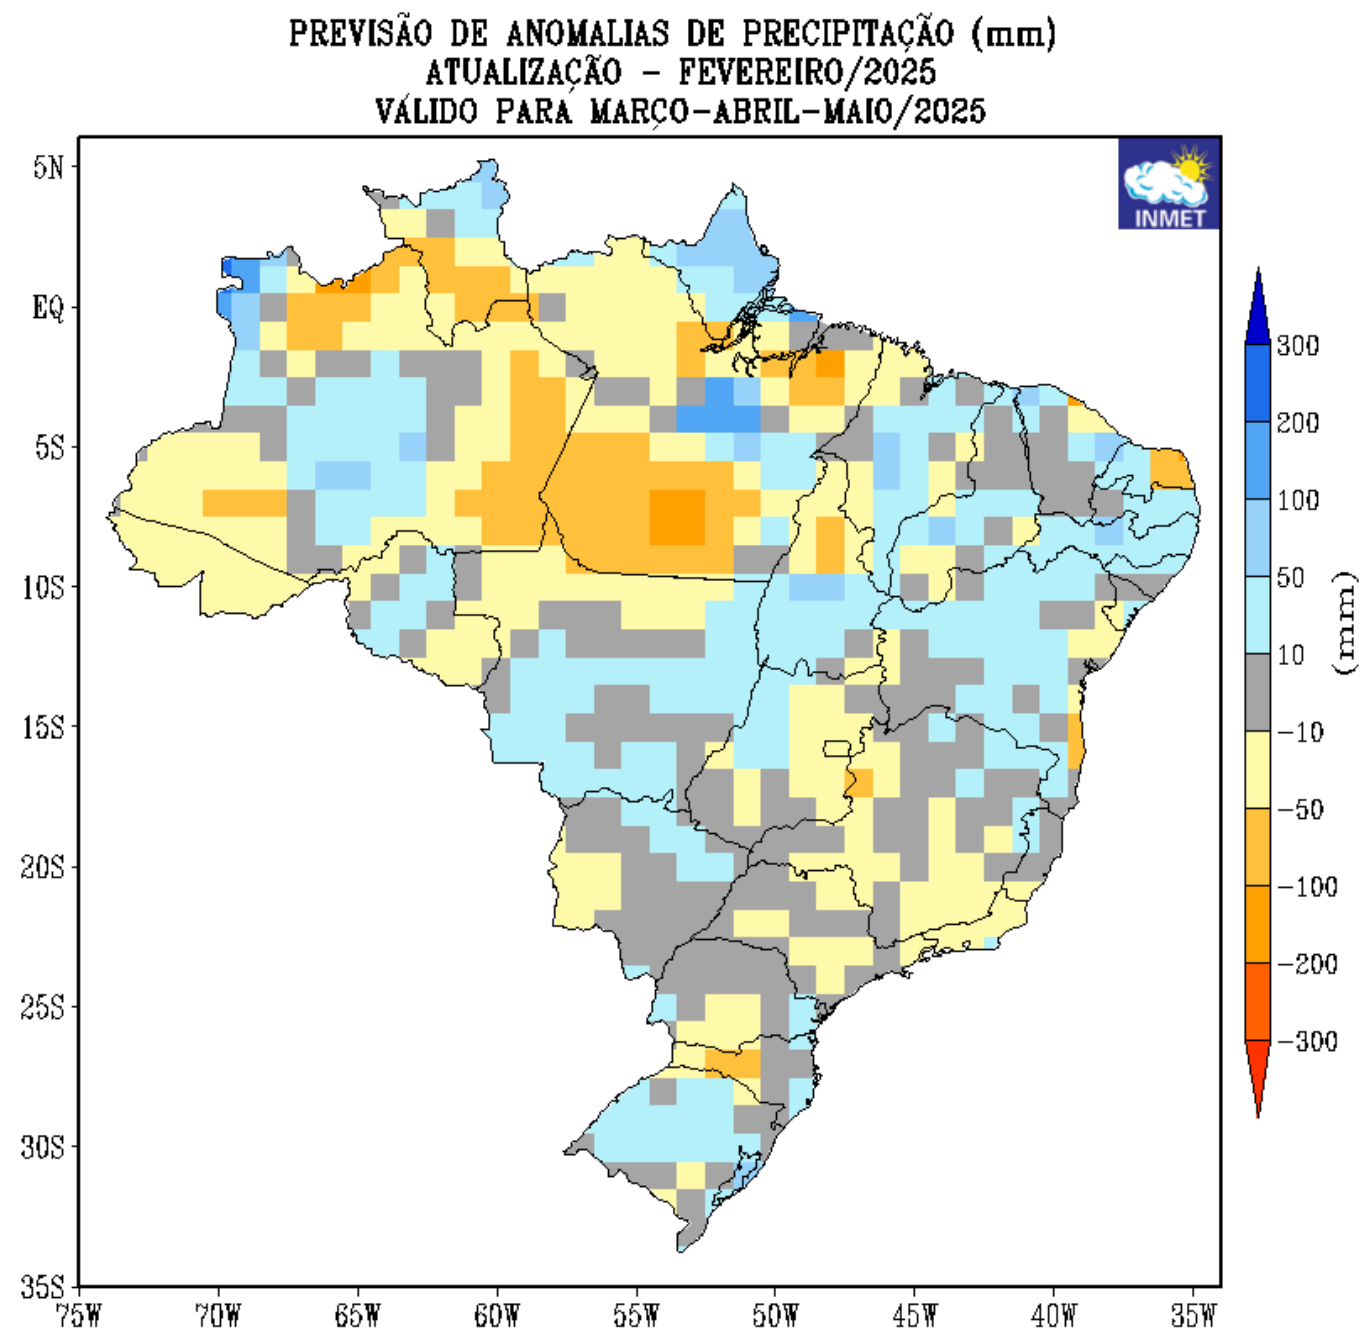 PREVISÃO DE ANOMALIAS DE PRECIPITAÇÃO (mm)
ATUALIZAÇÃO - FEVEREIRO/2025
VÁLIDO PARA MARÇO-ABRIL-MAIO/2025
INMET
5N
EQ
5S
10S
15S
20S
25S
30S
35S
75W 70W 65W 60W 55W 50W 45W 40W 35W
300
200
100
50
10
-10
-50
-100
-200
-300
(mm)